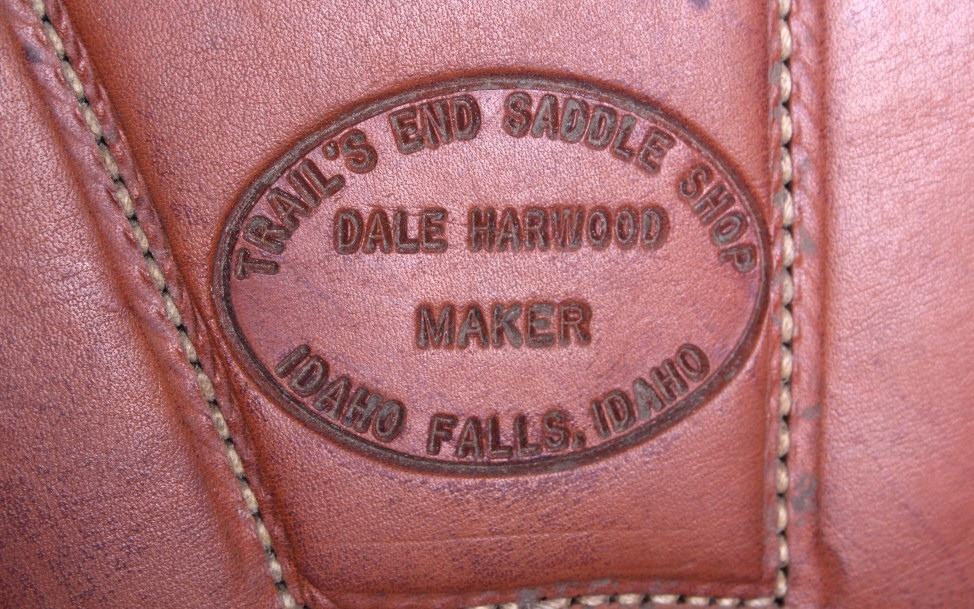 TRAIL'S END SADDLE SHOP
DALE HARWOOD
MAKER
IDAHO FALLS, IDAHO